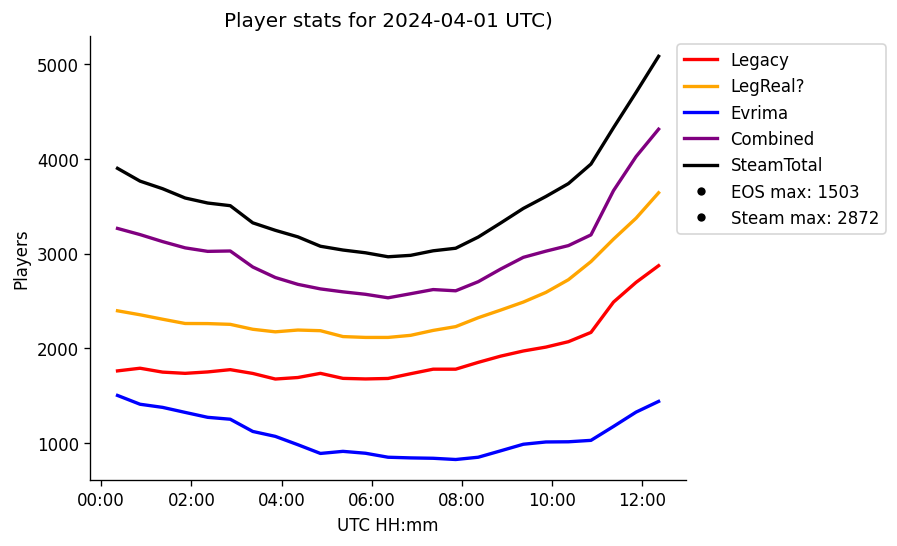 Player stats for 2024-04-01 UTC)
5000
4000
3000
2000
1000
Players
00:00 02:00 04:00 06:00 08:00 10:00 12:00
UTC HH:mm
Legacy
LegReal?
Evrima
Combined
SteamTotal
EOS max: 1503
Steam max: 2872